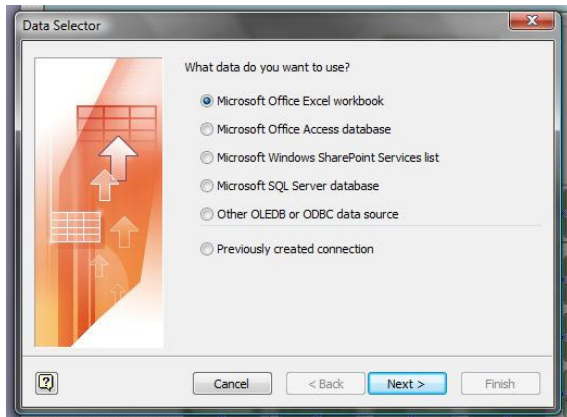 Data Selector
What data do you want to use?
Microsoft Office Excel workbook
Microsoft Office Access database
Microsoft Windows SharePoint Services list
Microsoft SQL Server database
Other OLEDB or ODBC data source
Previously created connection
Cancel
< Back
Next >
Finish